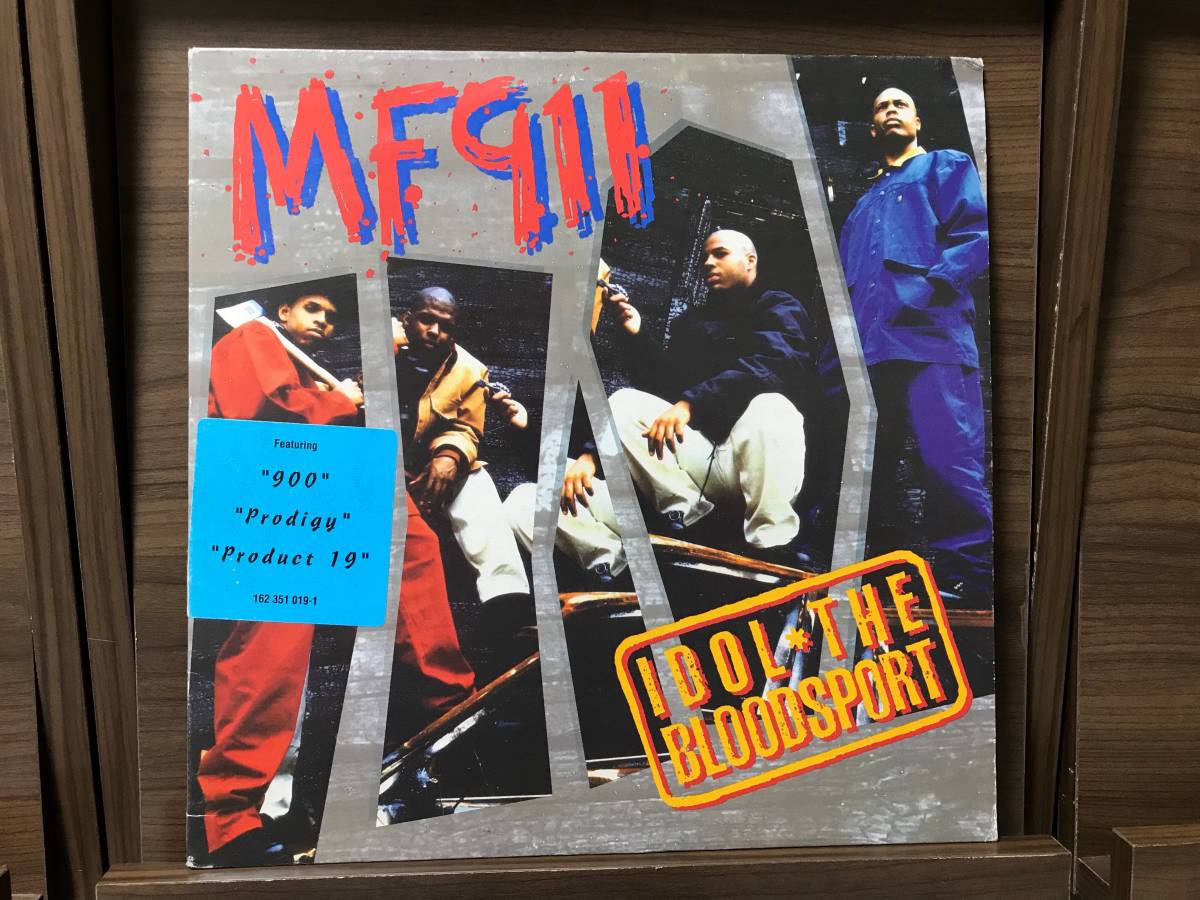 MF911
Featuring
"900"
"Prodigy"
"Product 19"
162 351 019-1
IDOL*THE
BLOODSPORT